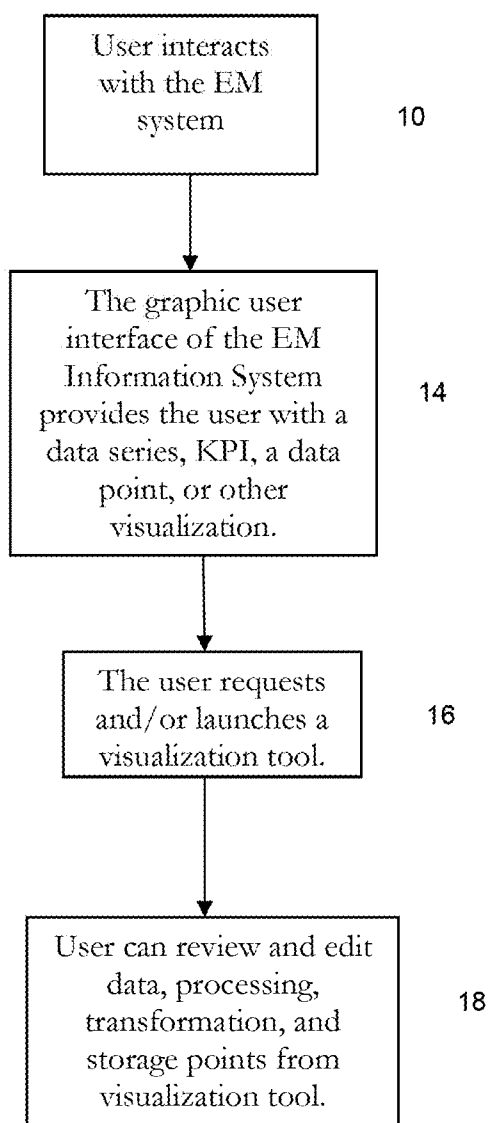 User interacts
with the EM
system
10
The graphic user
interface of the EM
Information System
provides the user with a
data series, KPI, a data
point, or other
visualization.
14
The user requests
and/or launches a
visualization tool.
16
User can review and edit
data, processing,
transformation, and
storage points from
visualization tool.
18